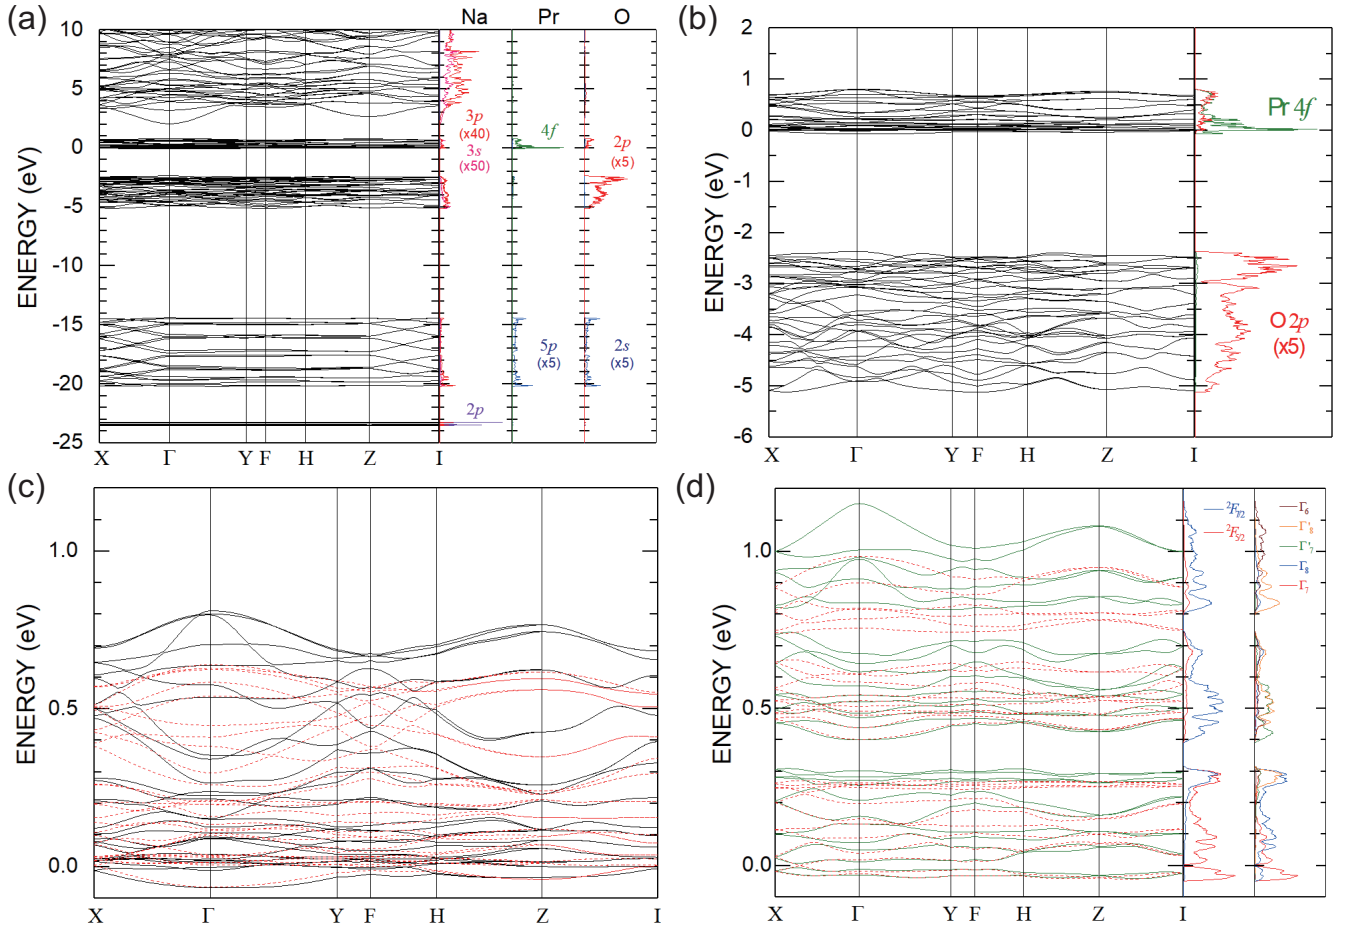 (a)
Na Pr O
10
5
0
-5
-10
-15
-20
-25
ENERGY (eV)
3p
(x40)
3s
(x50)
4f
2p
(x5)
5p
(x5)
2s
(x5)
2p
X Γ Y F H Z I
(b)
2
1
0
-1
-2
-3
-4
-5
-6
ENERGY (eV)
Pr 4f
O 2p
(x5)
X Γ Y F H Z I
(c)
1.0
0.5
0.0
ENERGY (eV)
X Γ Y F H Z I
(d)
1.0
0.5
0.0
ENERGY (eV)
²F₇/₂
²F₅/₂
Γ₆
Γ'₈
Γ'₇
Γ₈
Γ₇
X Γ Y F H Z I